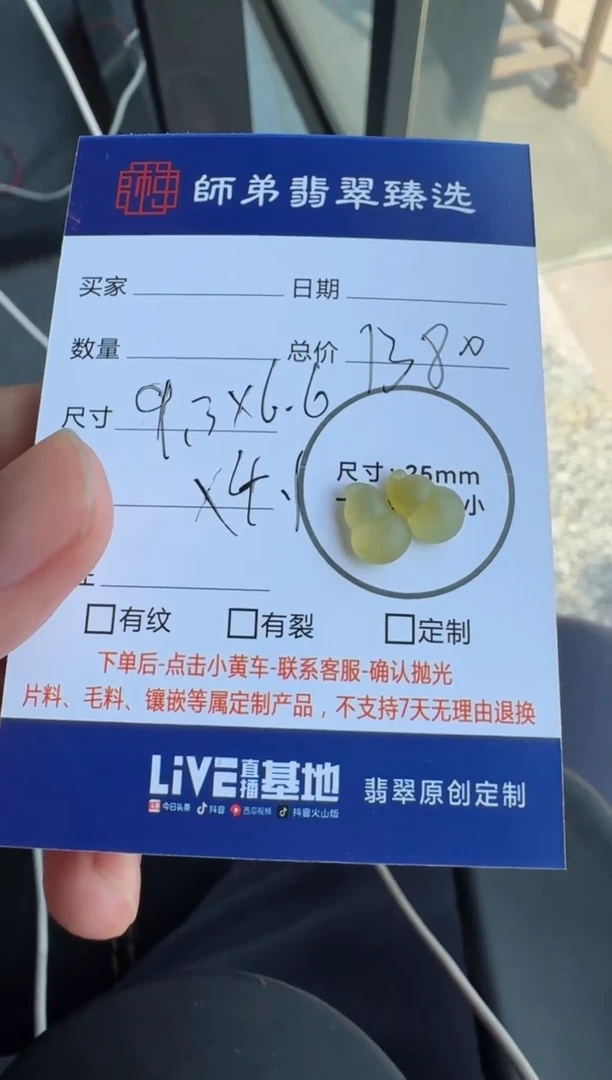 師弟翡翠臻选
买家 日期
数量 总价 1380
尺寸 9.3×6.6
×4.1
尺寸:25mm
小
有纹 有裂 定制
下单后-点击小黄车-联系客服-确认抛光
片料、毛料、镶嵌等属定制产品，不支持7天无理由退换
LiVE直播基地 翡翠原创定制
今日头条 抖音 西瓜视频 抖音火山版